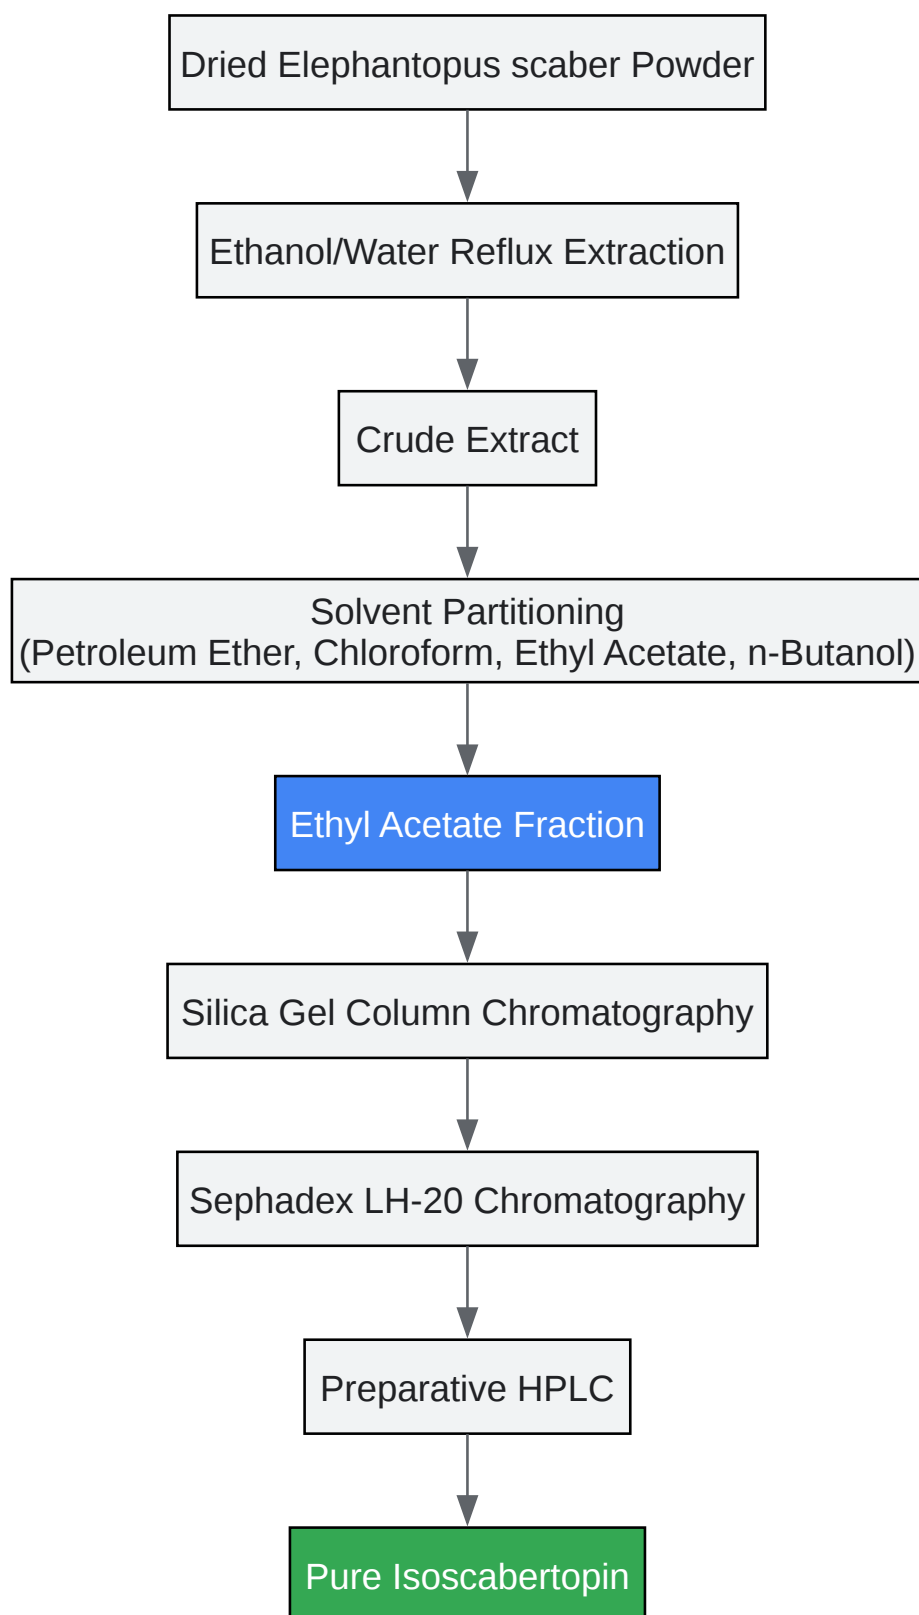 Dried Elephantopus scaber Powder
Ethanol/Water Reflux Extraction
Crude Extract
Solvent Partitioning
(Petroleum Ether, Chloroform, Ethyl Acetate, n-Butanol)
Ethyl Acetate Fraction
Silica Gel Column Chromatography
Sephadex LH-20 Chromatography
Preparative HPLC
Pure Isoscabertopin